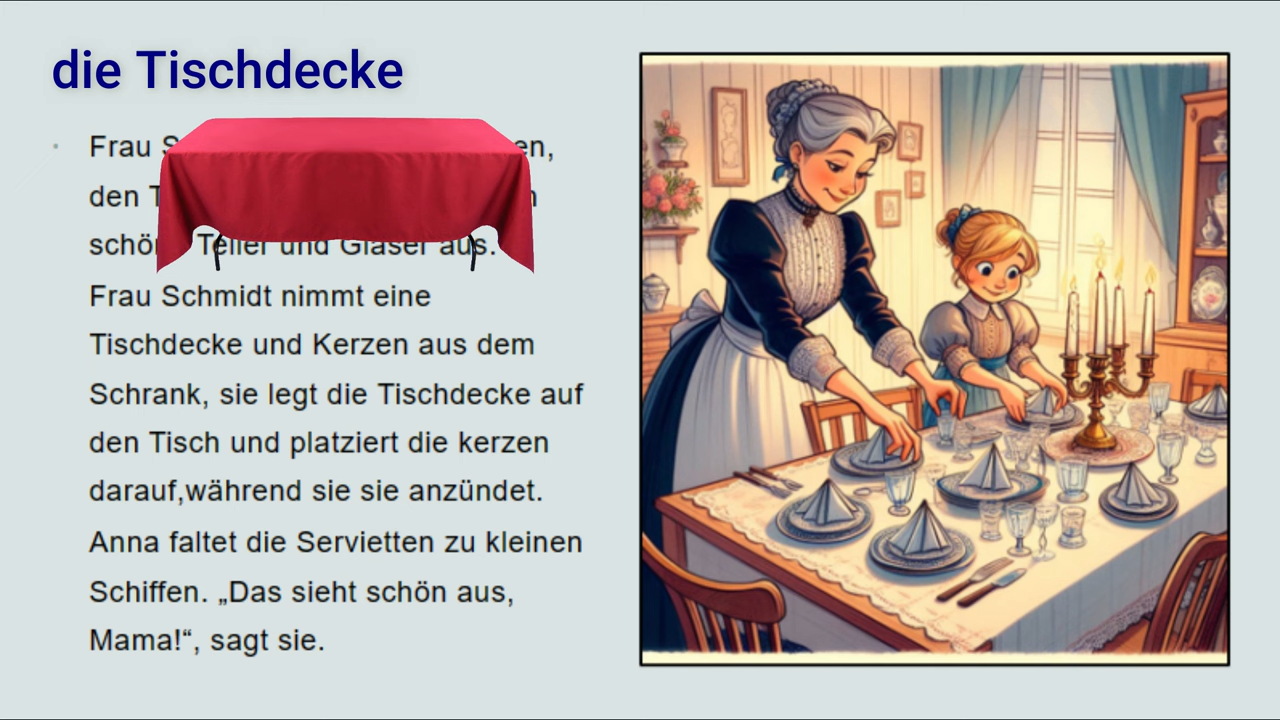 die Tischdecke
Frau
den
Teller und Gläser aus.
Frau Schmidt nimmt eine
Tischdecke und Kerzen aus dem
Schrank, sie legt die Tischdecke auf
den Tisch und platziert die kerzen
darauf,während sie sie anzündet.
Anna faltet die Servietten zu kleinen
Schiffen. „Das sieht schön aus,
Mama!“, sagt sie.